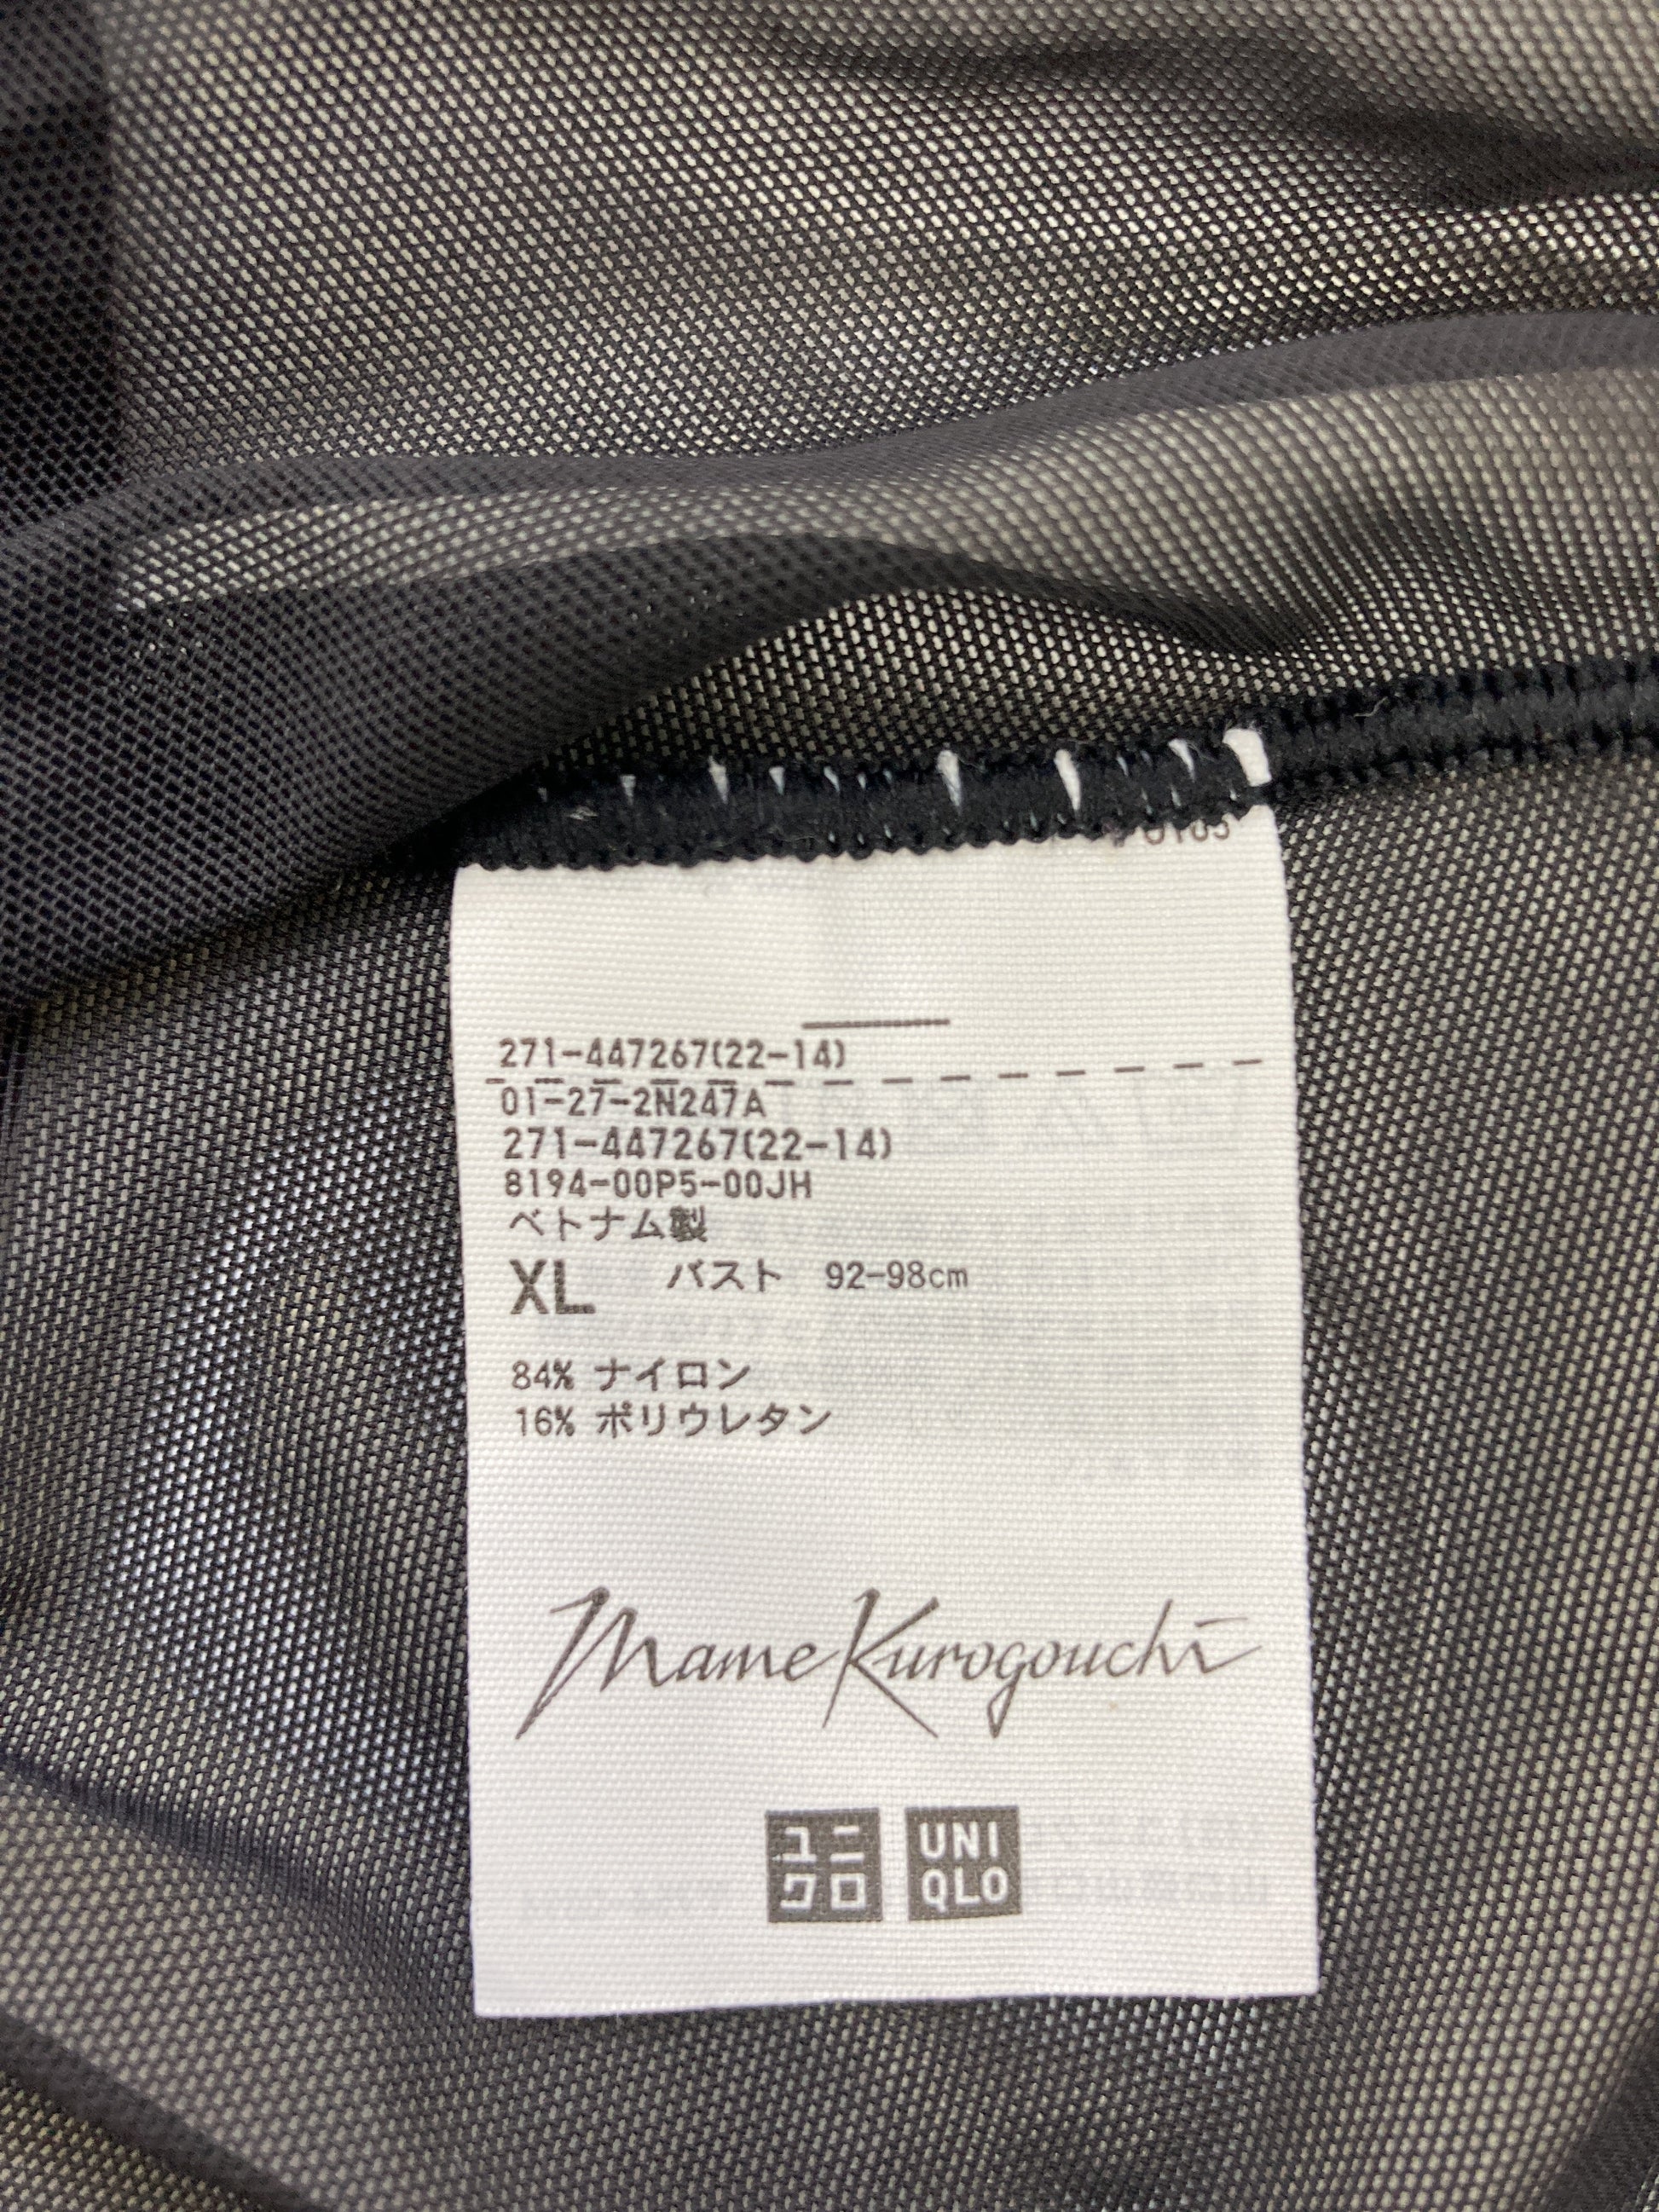 271-447267(22-14)
01-27-2N247A
271-447267(22-14)
8194-00P5-00JH
ベトナム製
XL バスト 92-98cm
84% ナイロン
16% ポリウレタン
Mame Kurogouchi
ユニ
クロ
UNI
QLO